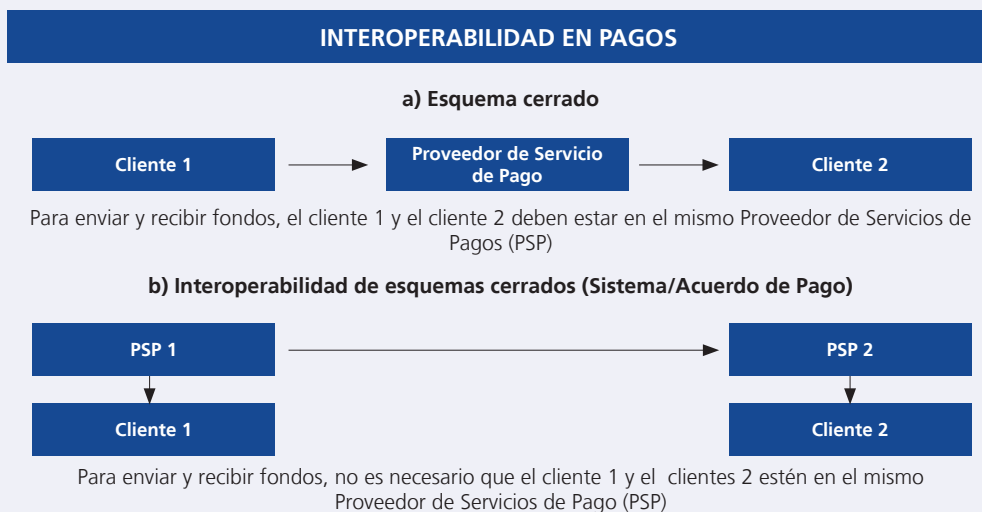 INTEROPERABILIDAD EN PAGOS
a) Esquema cerrado
Cliente 1
Proveedor de Servicio
de Pago
Cliente 2
Para enviar y recibir fondos, el cliente 1 y el cliente 2 deben estar en el mismo Proveedor de Servicios de
Pagos (PSP)
b) Interoperabilidad de esquemas cerrados (Sistema/Acuerdo de Pago)
PSP 1
PSP 2
Cliente 1
Cliente 2
Para enviar y recibir fondos, no es necesario que el cliente 1 y el clientes 2 estén en el mismo
Proveedor de Servicios de Pago (PSP)